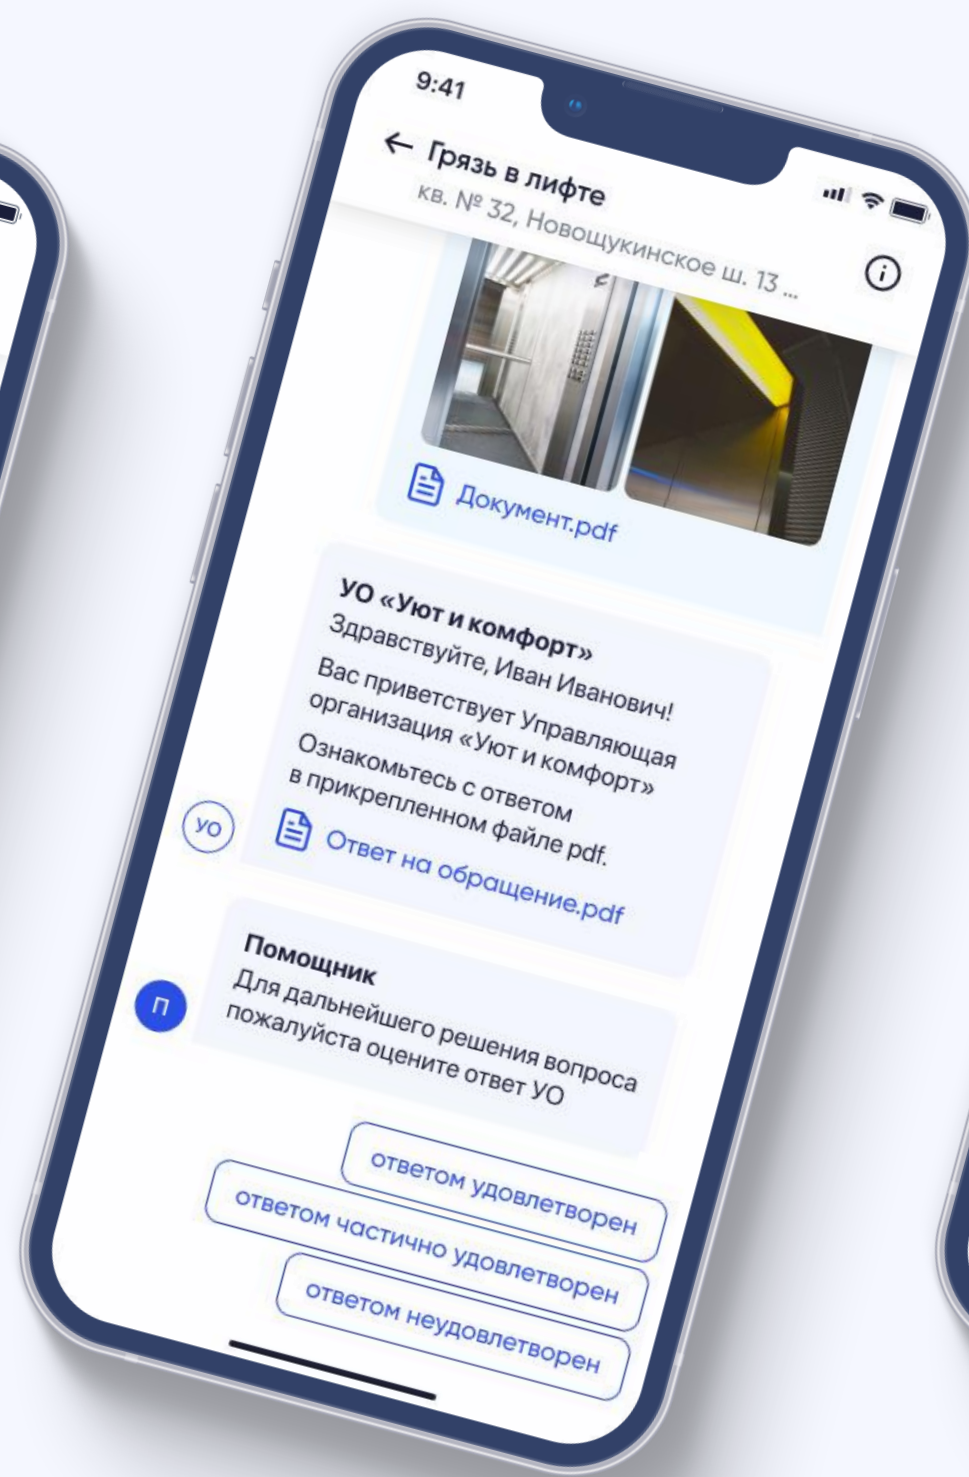 9:41
Грязь в лифте
кв. № 32, Новощукинское ш. 13 ...
Документ.pdf
УО «Уют и комфорт»
Здравствуйте, Иван Иванович!
Вас приветствует Управляющая
организация «Уют и комфорт»
Ознакомьтесь с ответом
в прикрепленном файле pdf.
УО
Ответ на обращение.pdf
Помощник
П
Для дальнейшего решения вопроса
пожалуйста оцените ответ УО
ответом удовлетворен
ответом частично удовлетворен
ответом неудовлетворен